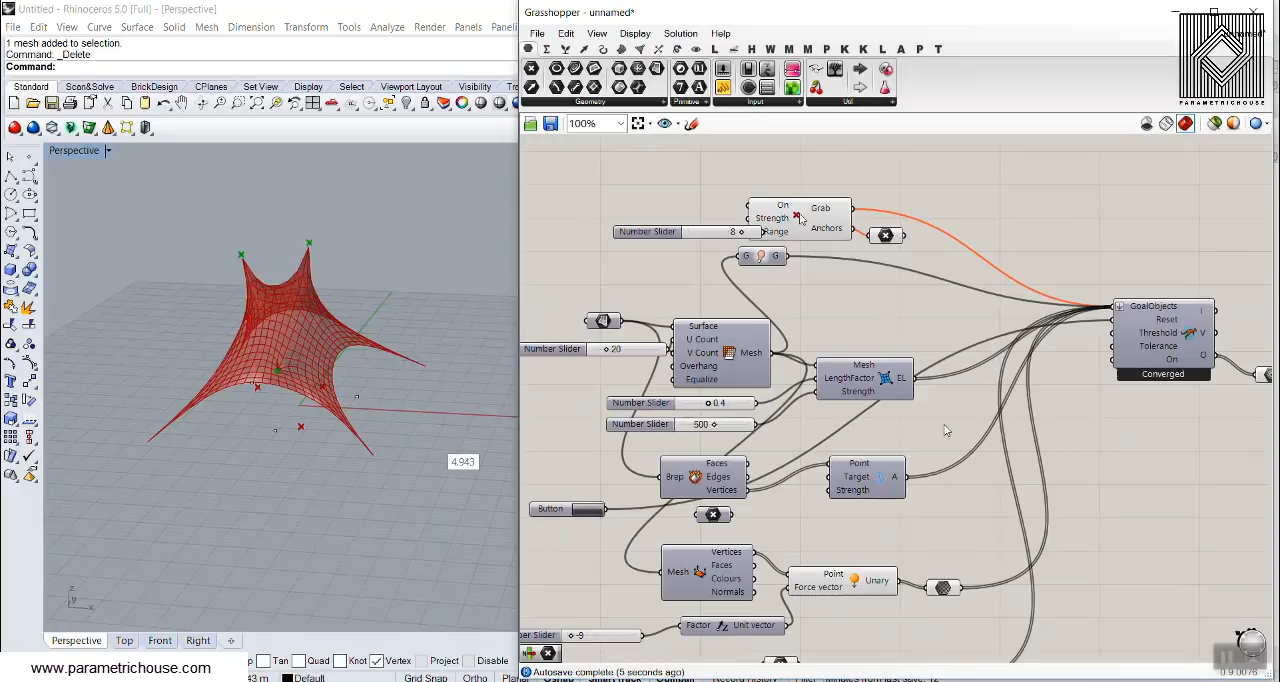 Untitled - Rhinoceros 5.0 [Full] - [Perspective]
File Edit View Curve Surface Solid Mesh Dimension Transform Tools Analyze Render Panels
1 mesh added to selection.
Command: _Delete
Command:
Standard Scan&Solve BrickDesign CPlanes Set View Display Select Viewport Layout Visibility
Perspective
4.943
z
y
x
Perspective Top Front Right
Tan Quad Knot Vertex Project Disable
www.parametrichouse.com
Default Grid Snap Ortho
Grasshopper - unnamed*
File Edit View Display Solution Help
L H W M M P K K L A P T
Geometry Primitive Input Util
PARAMETRICHOUSE
100%
On
Strength
Range
Grab
Anchors
Number Slider 8
G G
GoalObjects
Reset
Threshold
Tolerance
On
I
V
O
Converged
Surface
U Count
V Count
Overhang
Equalize
Mesh
Number Slider 20
Mesh
LengthFactor
Strength
EL
Number Slider 0.4
Number Slider 500
Brep
Faces
Edges
Vertices
Point
Target
Strength
A
Button
Mesh
Vertices
Faces
Colours
Normals
Point
Force vector
Unary
Factor Unit vector
Slider -9
Autosave complete (5 seconds ago)
0.9.0076